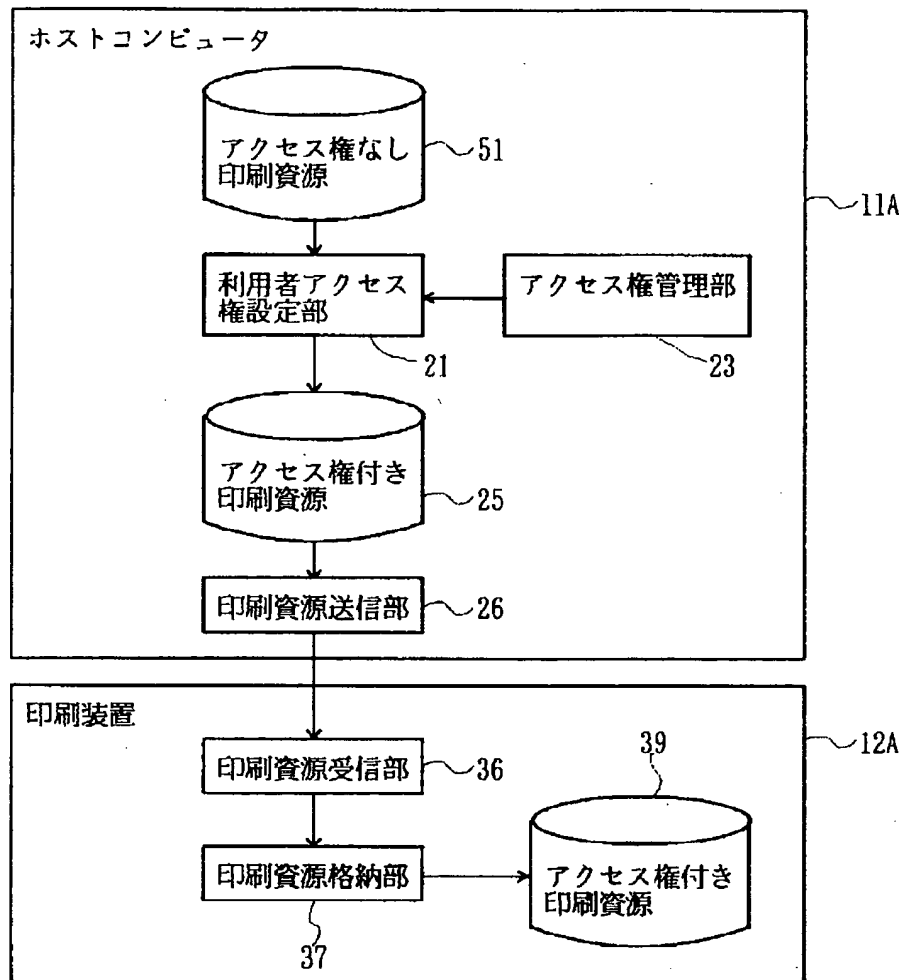 ホストコンピュータ
アクセス権なし
印刷資源
51
11A
利用者アクセス
権設定部
アクセス権管理部
21
23
アクセス権付き
印刷資源
25
印刷資源送信部
26
印刷装置
12A
印刷資源受信部
36
39
印刷資源格納部
アクセス権付き
印刷資源
37